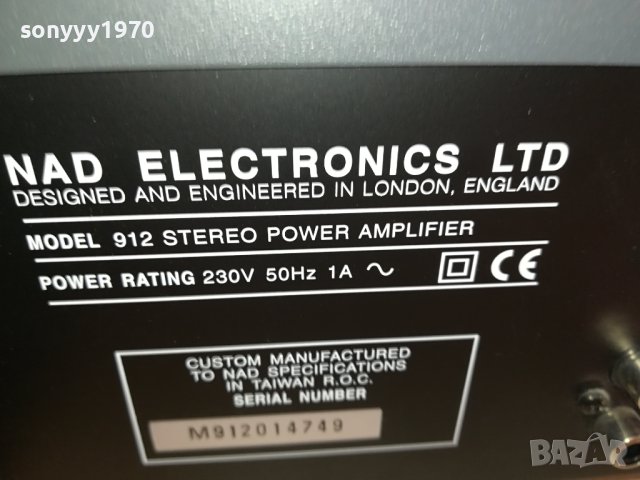 sonyyy1970
NAD ELECTRONICS LTD
DESIGNED AND ENGINEERED IN LONDON, ENGLAND
MODEL 912 STEREO POWER AMPLIFIER
POWER RATING 230V 50Hz 1A ~ CE
CUSTOM MANUFACTURED
TO NAD SPECIFICATIONS
IN TAIWAN R.O.C.
SERIAL NUMBER
M912014749
BAZAR